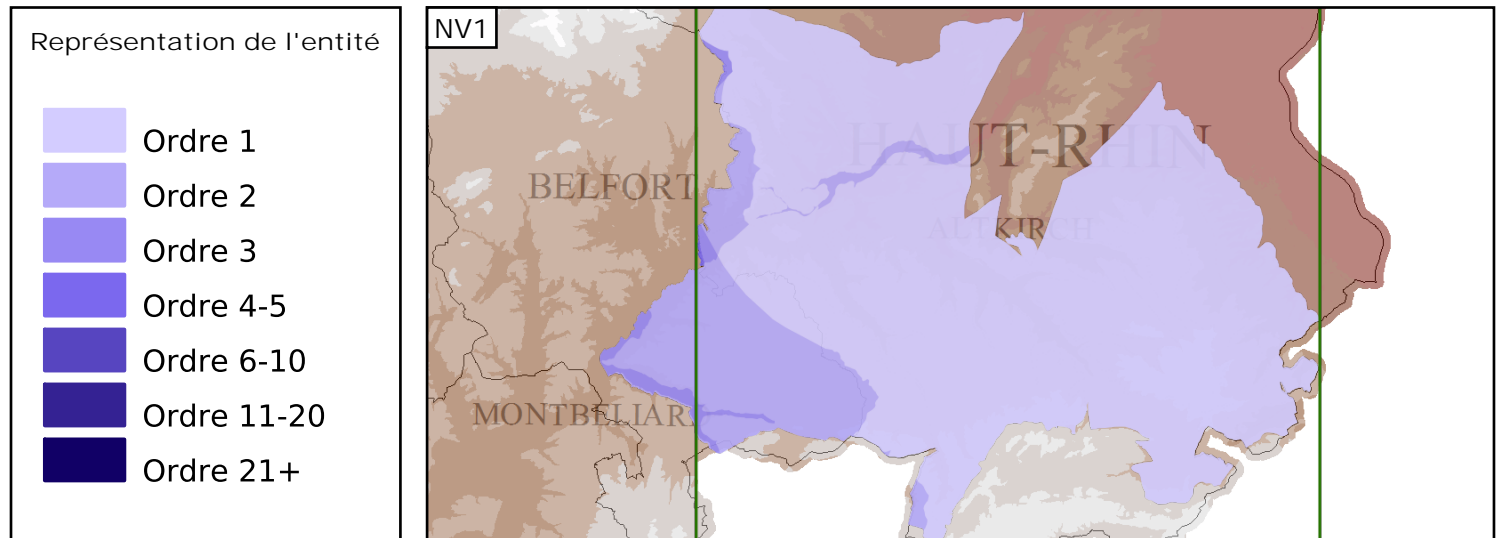 Représentation de l'entité
Ordre 1
Ordre 2
Ordre 3
Ordre 4-5
Ordre 6-10
Ordre 11-20
Ordre 21+
NV1
HAUT-RHIN
BELFORT
ALTKIRCH
MONTBELIAR